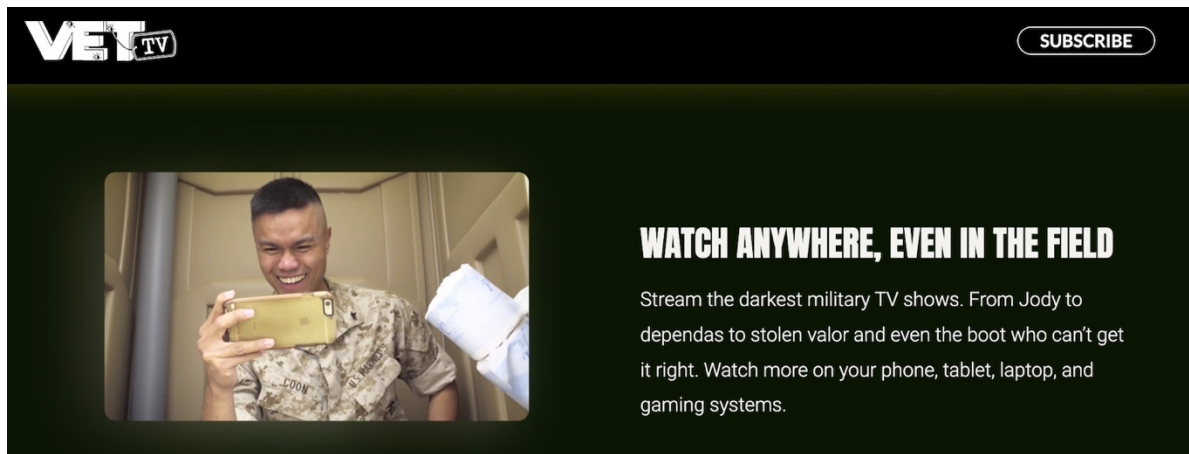 VET TV
SUBSCRIBE
WATCH ANYWHERE, EVEN IN THE FIELD
Stream the darkest military TV shows. From Jody to
dependas to stolen valor and even the boot who can't get
it right. Watch more on your phone, tablet, laptop, and
gaming systems.
COON
U.S. MARINES